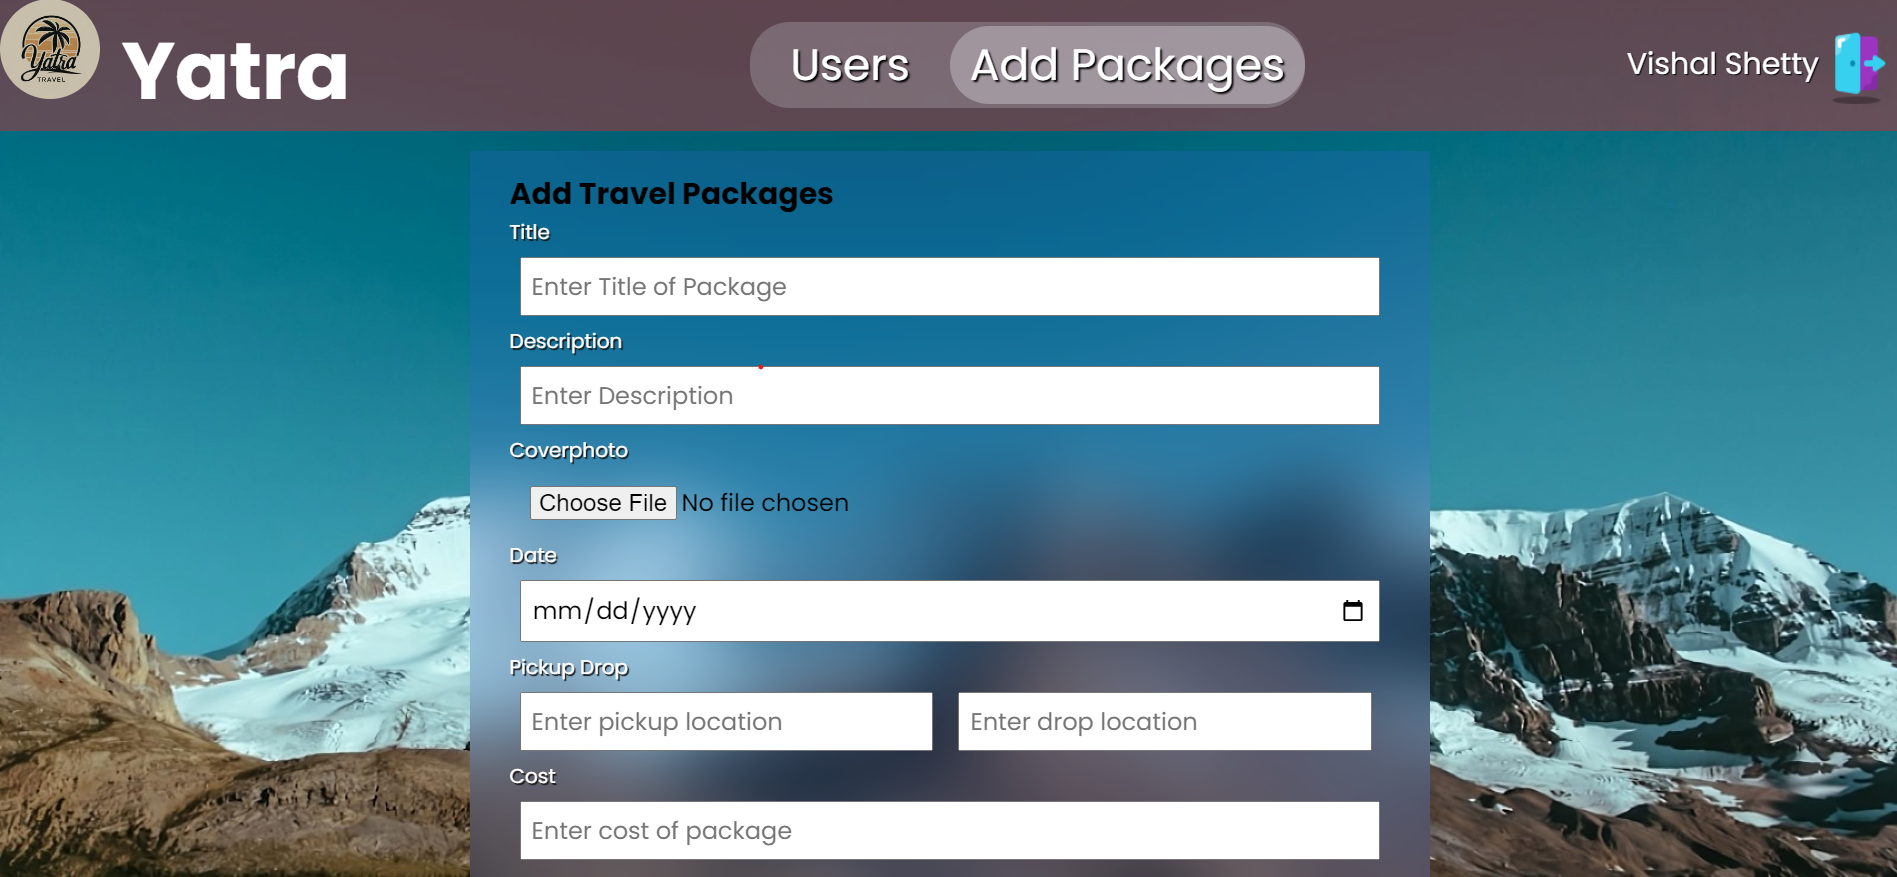 Yatra
TRAVEL
Yatra
Users
Add Packages
Vishal Shetty
Add Travel Packages
Title
Enter Title of Package
Description
Enter Description
Coverphoto
Choose File No file chosen
Date
mm/dd/yyyy
Pickup Drop
Enter pickup location
Enter drop location
Cost
Enter cost of package